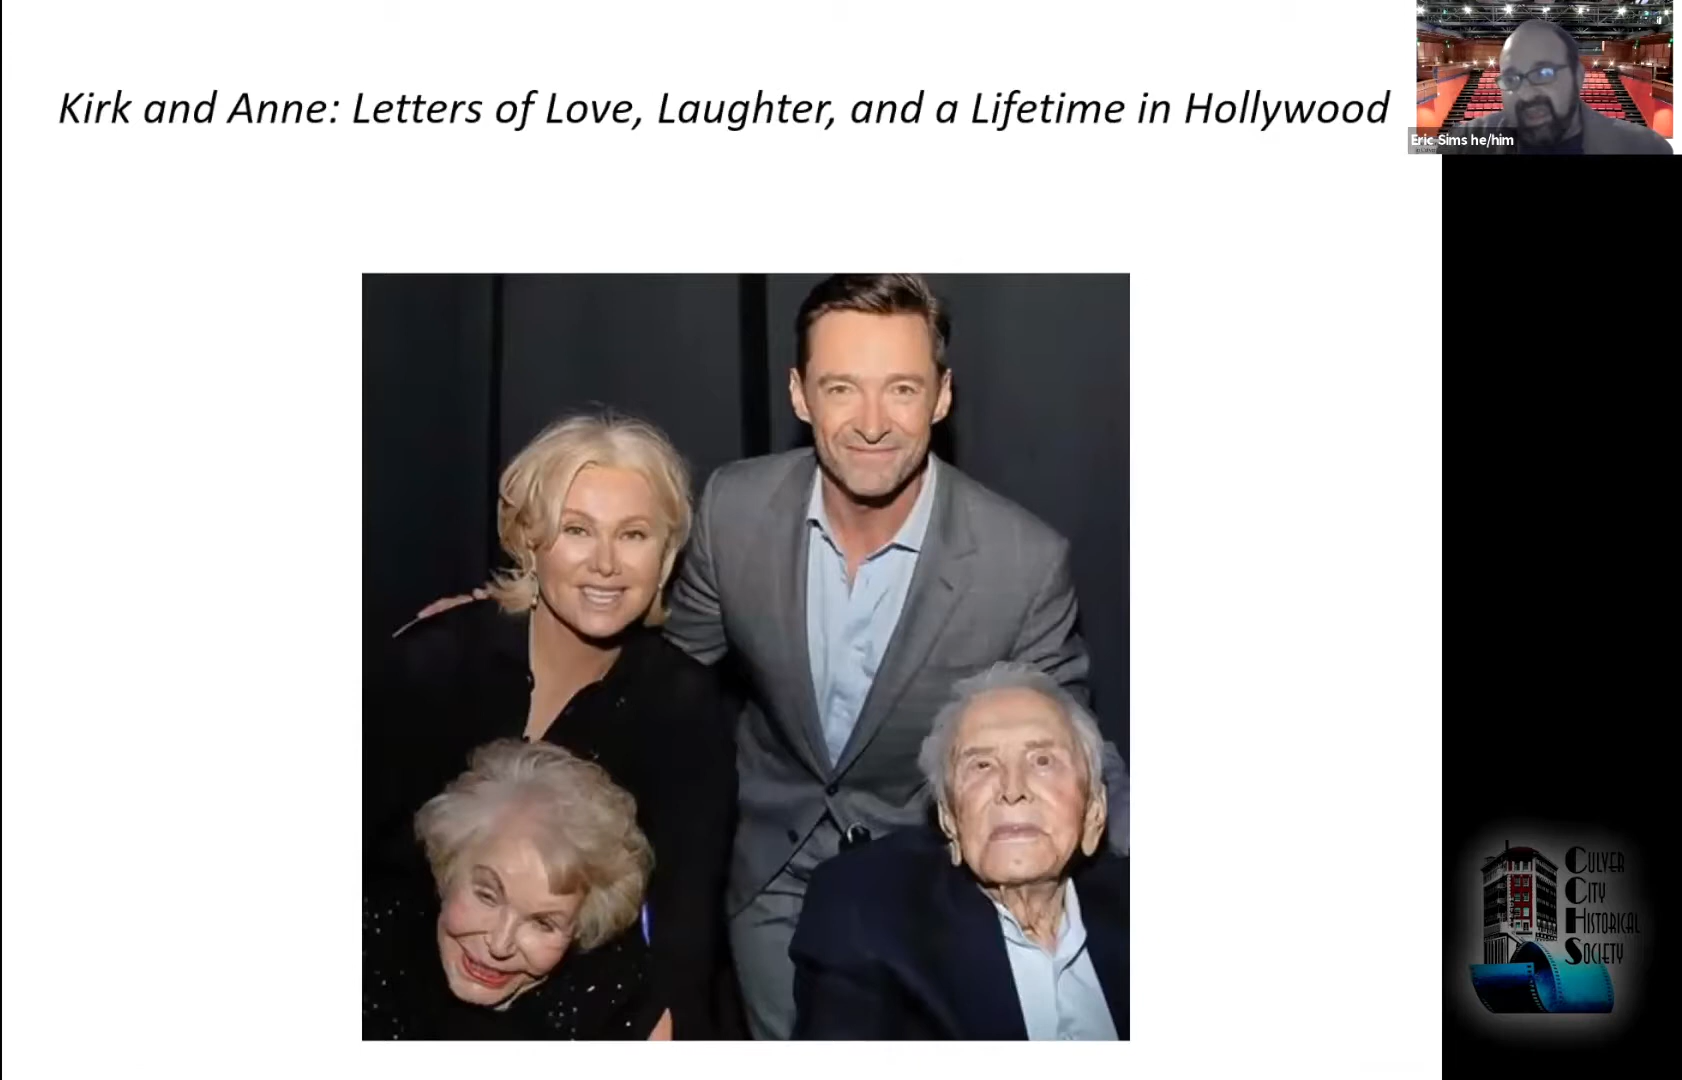 Kirk and Anne: Letters of Love, Laughter, and a Lifetime in Hollywood
Eric Sims he/him
CULVER
CITY
HISTORICAL
SOCIETY